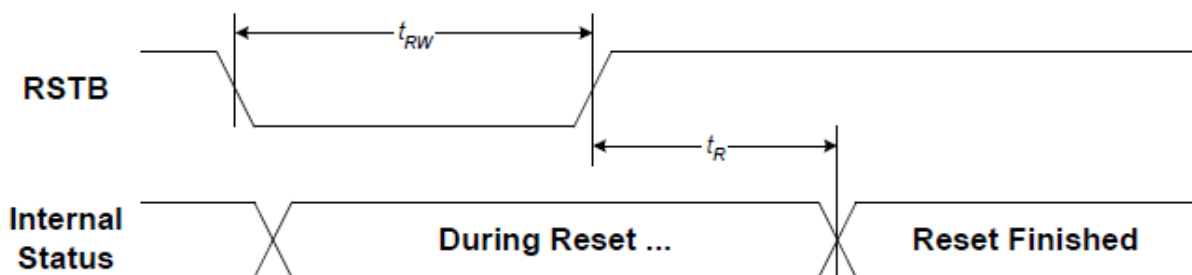 t_RW
RSTB
t_R
Internal
Status
During Reset ...
Reset Finished